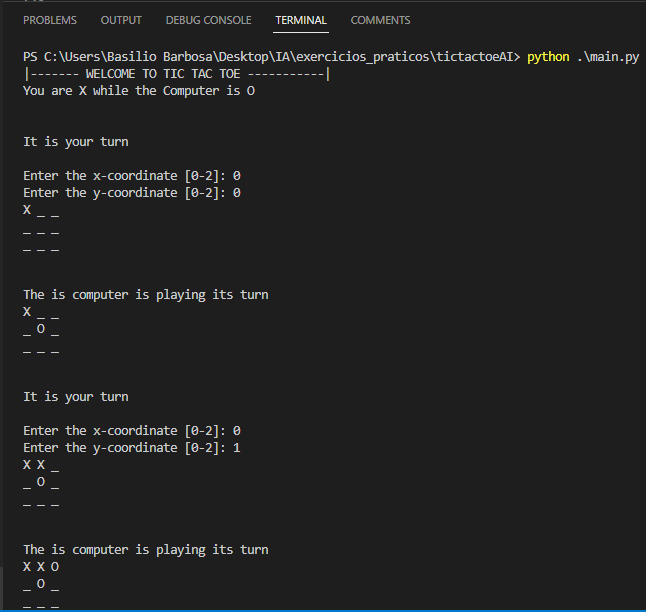 PROBLEMS OUTPUT DEBUG CONSOLE TERMINAL COMMENTS
PS C:\Users\Basilio Barbosa\Desktop\IA\exercicios_praticos\tictactoeAI> python .\main.py
|------- WELCOME TO TIC TAC TOE -----------|
You are X while the Computer is O
It is your turn
Enter the x-coordinate [0-2]: 0
Enter the y-coordinate [0-2]: 0
X _ _
_ _ _
_ _ _
The is computer is playing its turn
X _ _
_ O _
_ _ _
It is your turn
Enter the x-coordinate [0-2]: 0
Enter the y-coordinate [0-2]: 1
X X _
_ O _
_ _ _
The is computer is playing its turn
X X O
_ O _
_ _ _